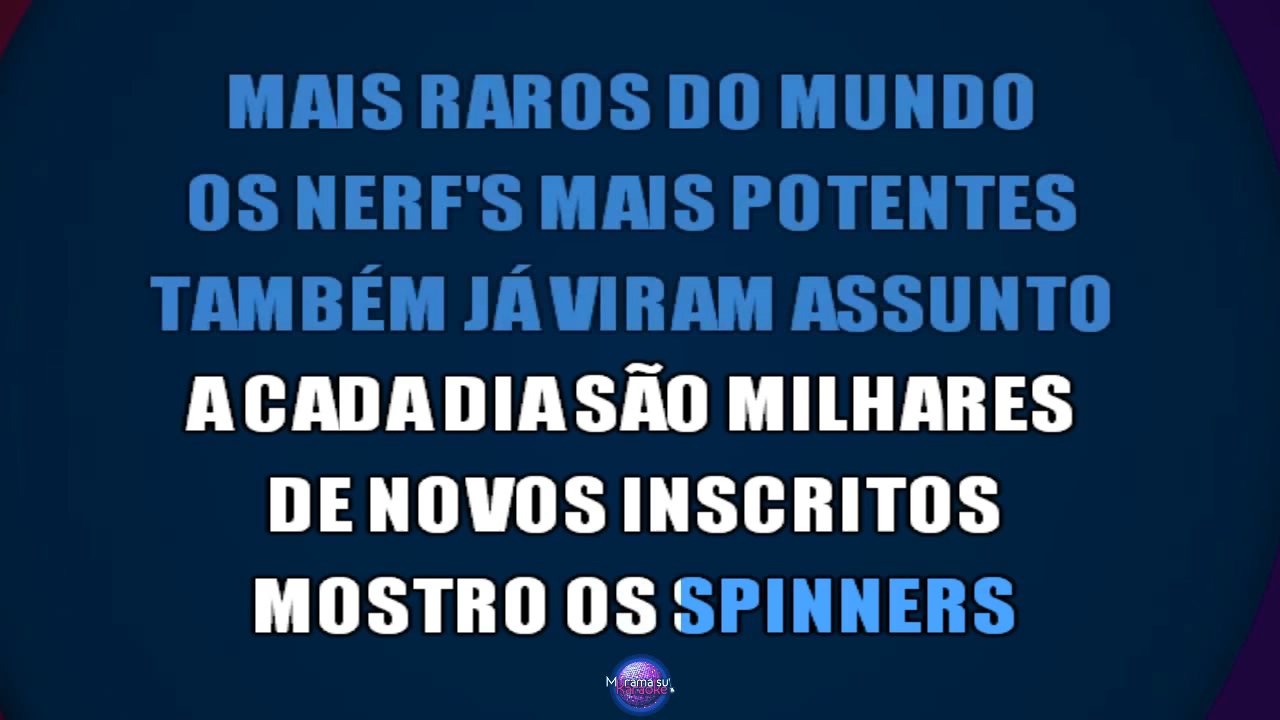 MAIS RAROS DO MUNDO
OS NERF'S MAIS POTENTES
TAMBÉM JÁ VIRAM ASSUNTO
A CADA DIA SÃO MILHARES
DE NOVOS INSCRITOS
MOSTRO OS SPINNERS
Karaoke